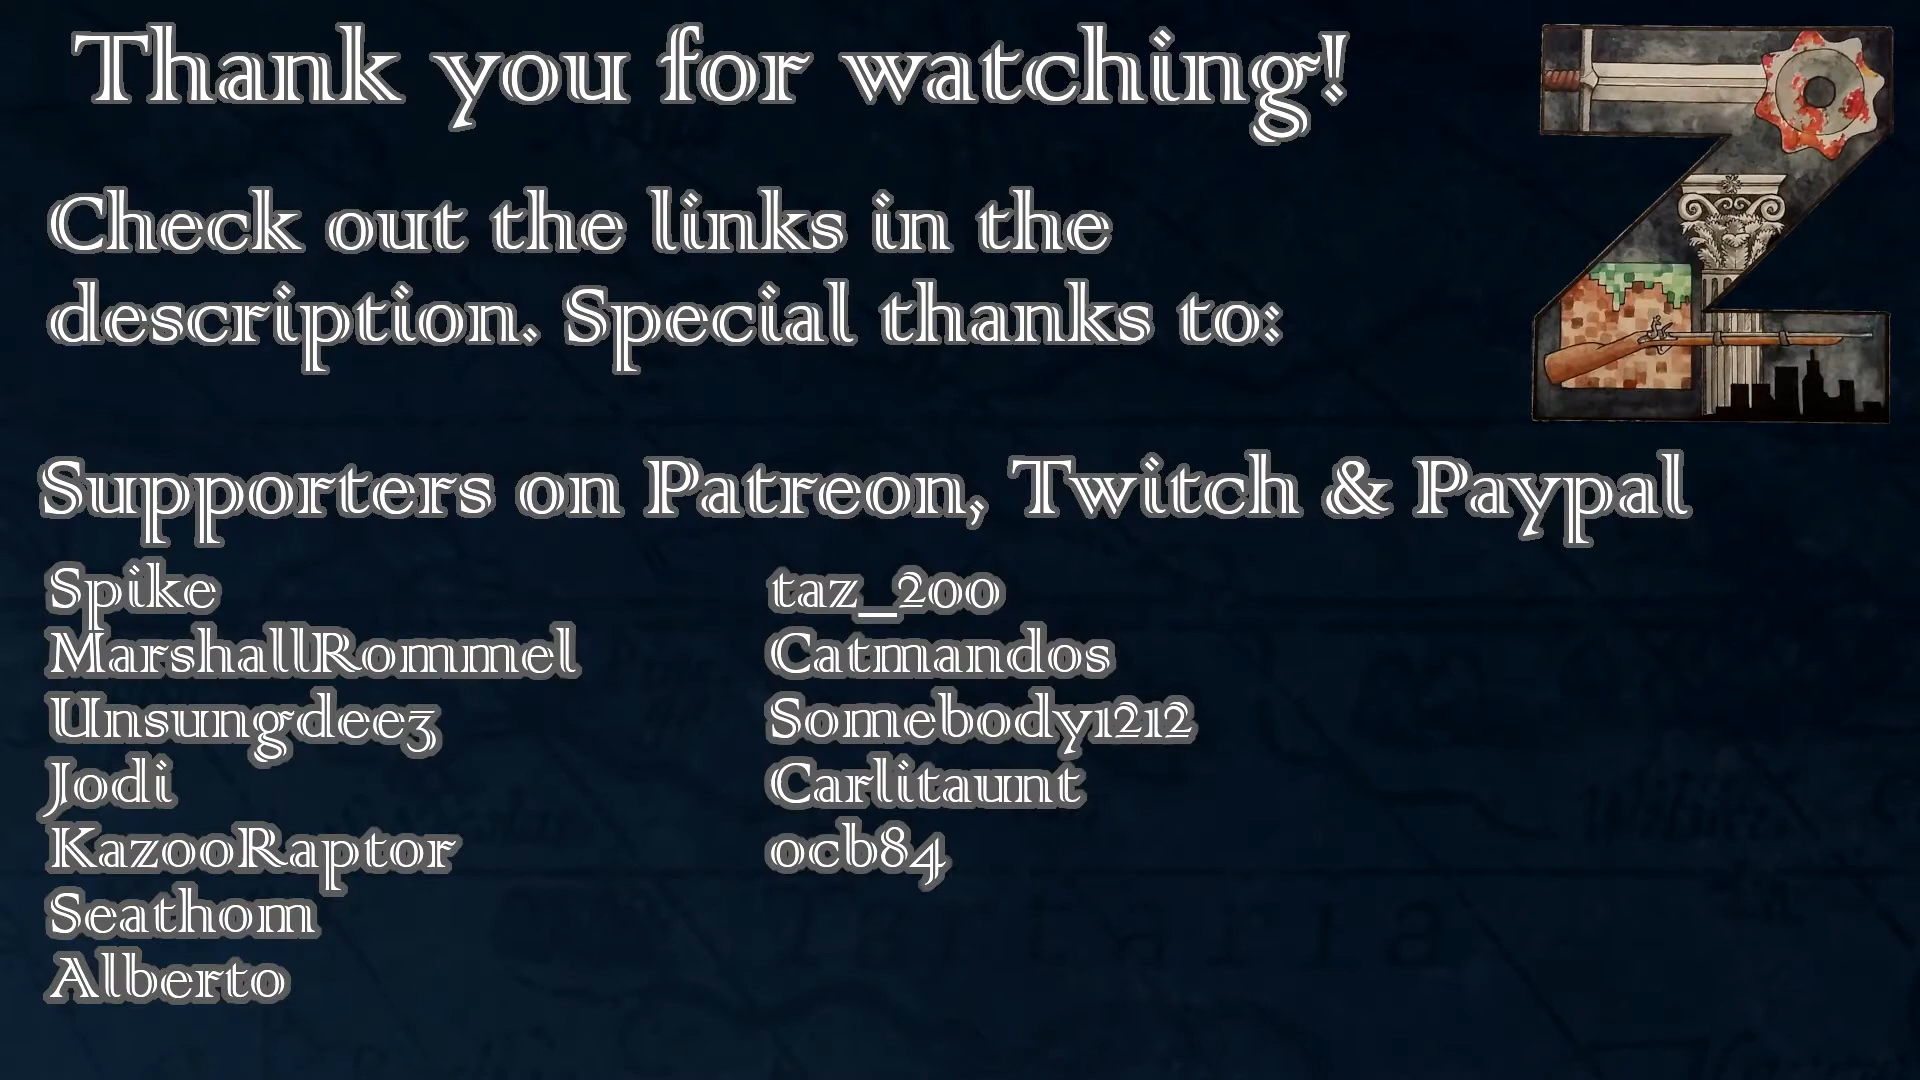 Thank you for watching!
Check out the links in the
description. Special thanks to:
Supporters on Patreon, Twitch & Paypal
Spike
MarshallRommel
Unsungdee3
Jodi
KazooRaptor
Seathom
Alberto
taz_200
Catmandos
Somebody1212
Carlitaunt
ocb84
Tartaria